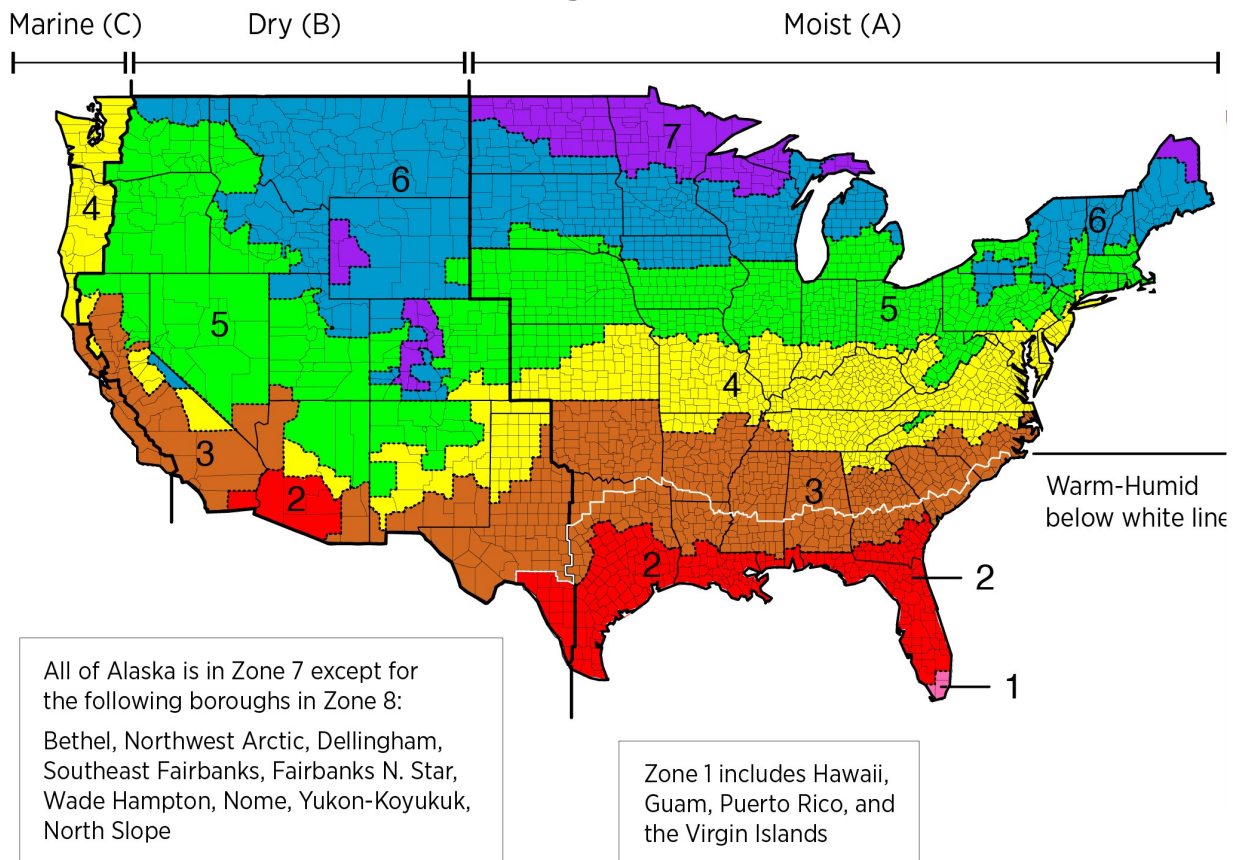 Marine (C)
Dry (B)
Moist (A)
7
6
4
6
5
5
4
3
3
2
2
Warm-Humid
below white line
2
1
All of Alaska is in Zone 7 except for
the following boroughs in Zone 8:
Bethel, Northwest Arctic, Dellingham,
Southeast Fairbanks, Fairbanks N. Star,
Wade Hampton, Nome, Yukon-Koyukuk,
North Slope
Zone 1 includes Hawaii,
Guam, Puerto Rico, and
the Virgin Islands